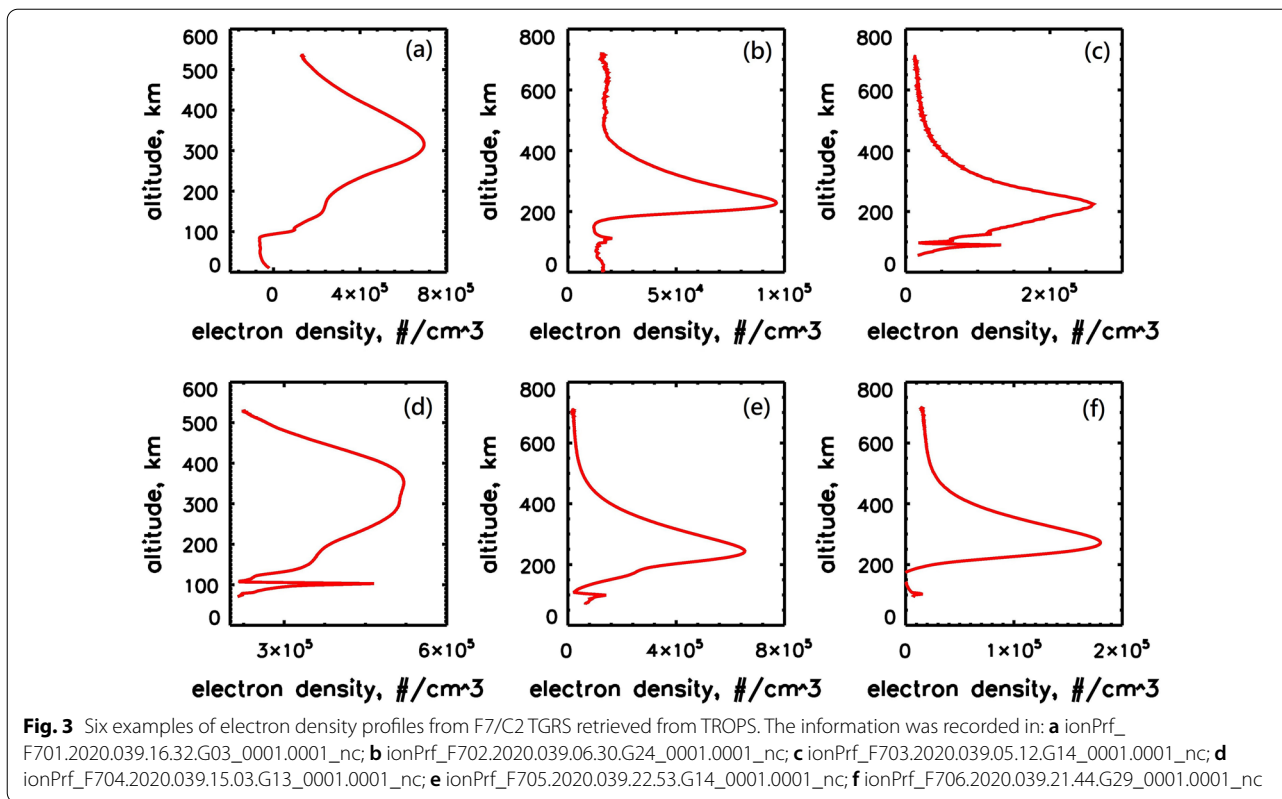 (a)
600
500
400
300
200
100
0
altitude, km
0 4×10⁵ 8×10⁵
electron density, #/cm^3
(b)
800
600
400
200
0
altitude, km
0 5×10⁴ 1×10⁵
electron density, #/cm^3
(c)
800
600
400
200
0
altitude, km
0 2×10⁵
electron density, #/cm^3
(d)
600
500
400
300
200
100
0
altitude, km
3×10⁵ 6×10⁵
electron density, #/cm^3
(e)
800
600
400
200
0
altitude, km
0 4×10⁵ 8×10⁵
electron density, #/cm^3
(f)
800
600
400
200
0
altitude, km
0 1×10⁵ 2×10⁵
electron density, #/cm^3
Fig. 3 Six examples of electron density profiles from F7/C2 TGRS retrieved from TROPS. The information was recorded in: a ionPrf_
F701.2020.039.16.32.G03_0001.0001_nc; b ionPrf_F702.2020.039.06.30.G24_0001.0001_nc; c ionPrf_F703.2020.039.05.12.G14_0001.0001_nc; d
ionPrf_F704.2020.039.15.03.G13_0001.0001_nc; e ionPrf_F705.2020.039.22.53.G14_0001.0001_nc; f ionPrf_F706.2020.039.21.44.G29_0001.0001_nc